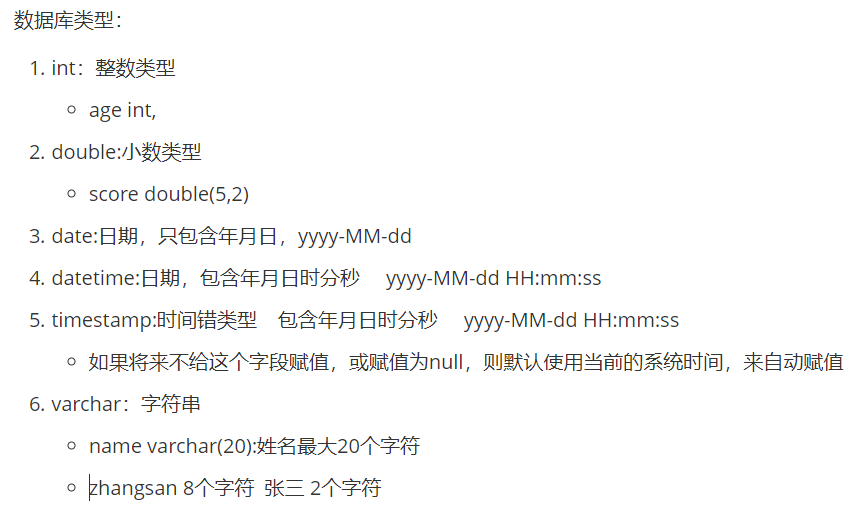 数据库类型：
1. int：整数类型
age int,
2. double:小数类型
score double(5,2)
3. date:日期，只包含年月日，yyyy-MM-dd
4. datetime:日期，包含年月日时分秒 yyyy-MM-dd HH:mm:ss
5. timestamp:时间错类型 包含年月日时分秒 yyyy-MM-dd HH:mm:ss
如果将来不给这个字段赋值，或赋值为null，则默认使用当前的系统时间，来自动赋值
6. varchar：字符串
name varchar(20):姓名最大20个字符
zhangsan 8个字符 张三 2个字符